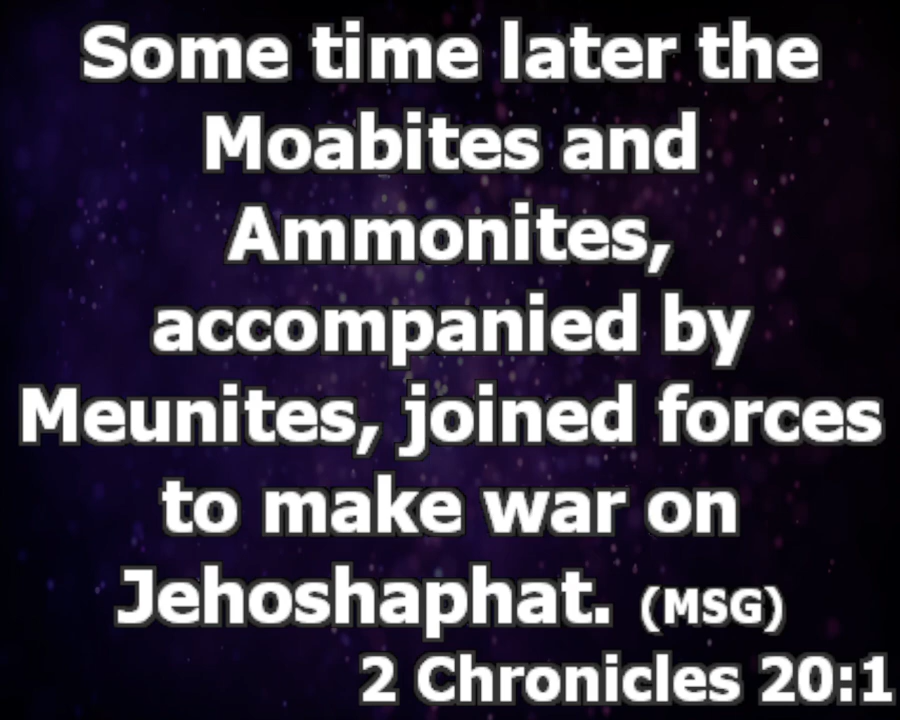 Some time later the
Moabites and
Ammonites,
accompanied by
Meunites, joined forces
to make war on
Jehoshaphat. (MSG)
2 Chronicles 20:1